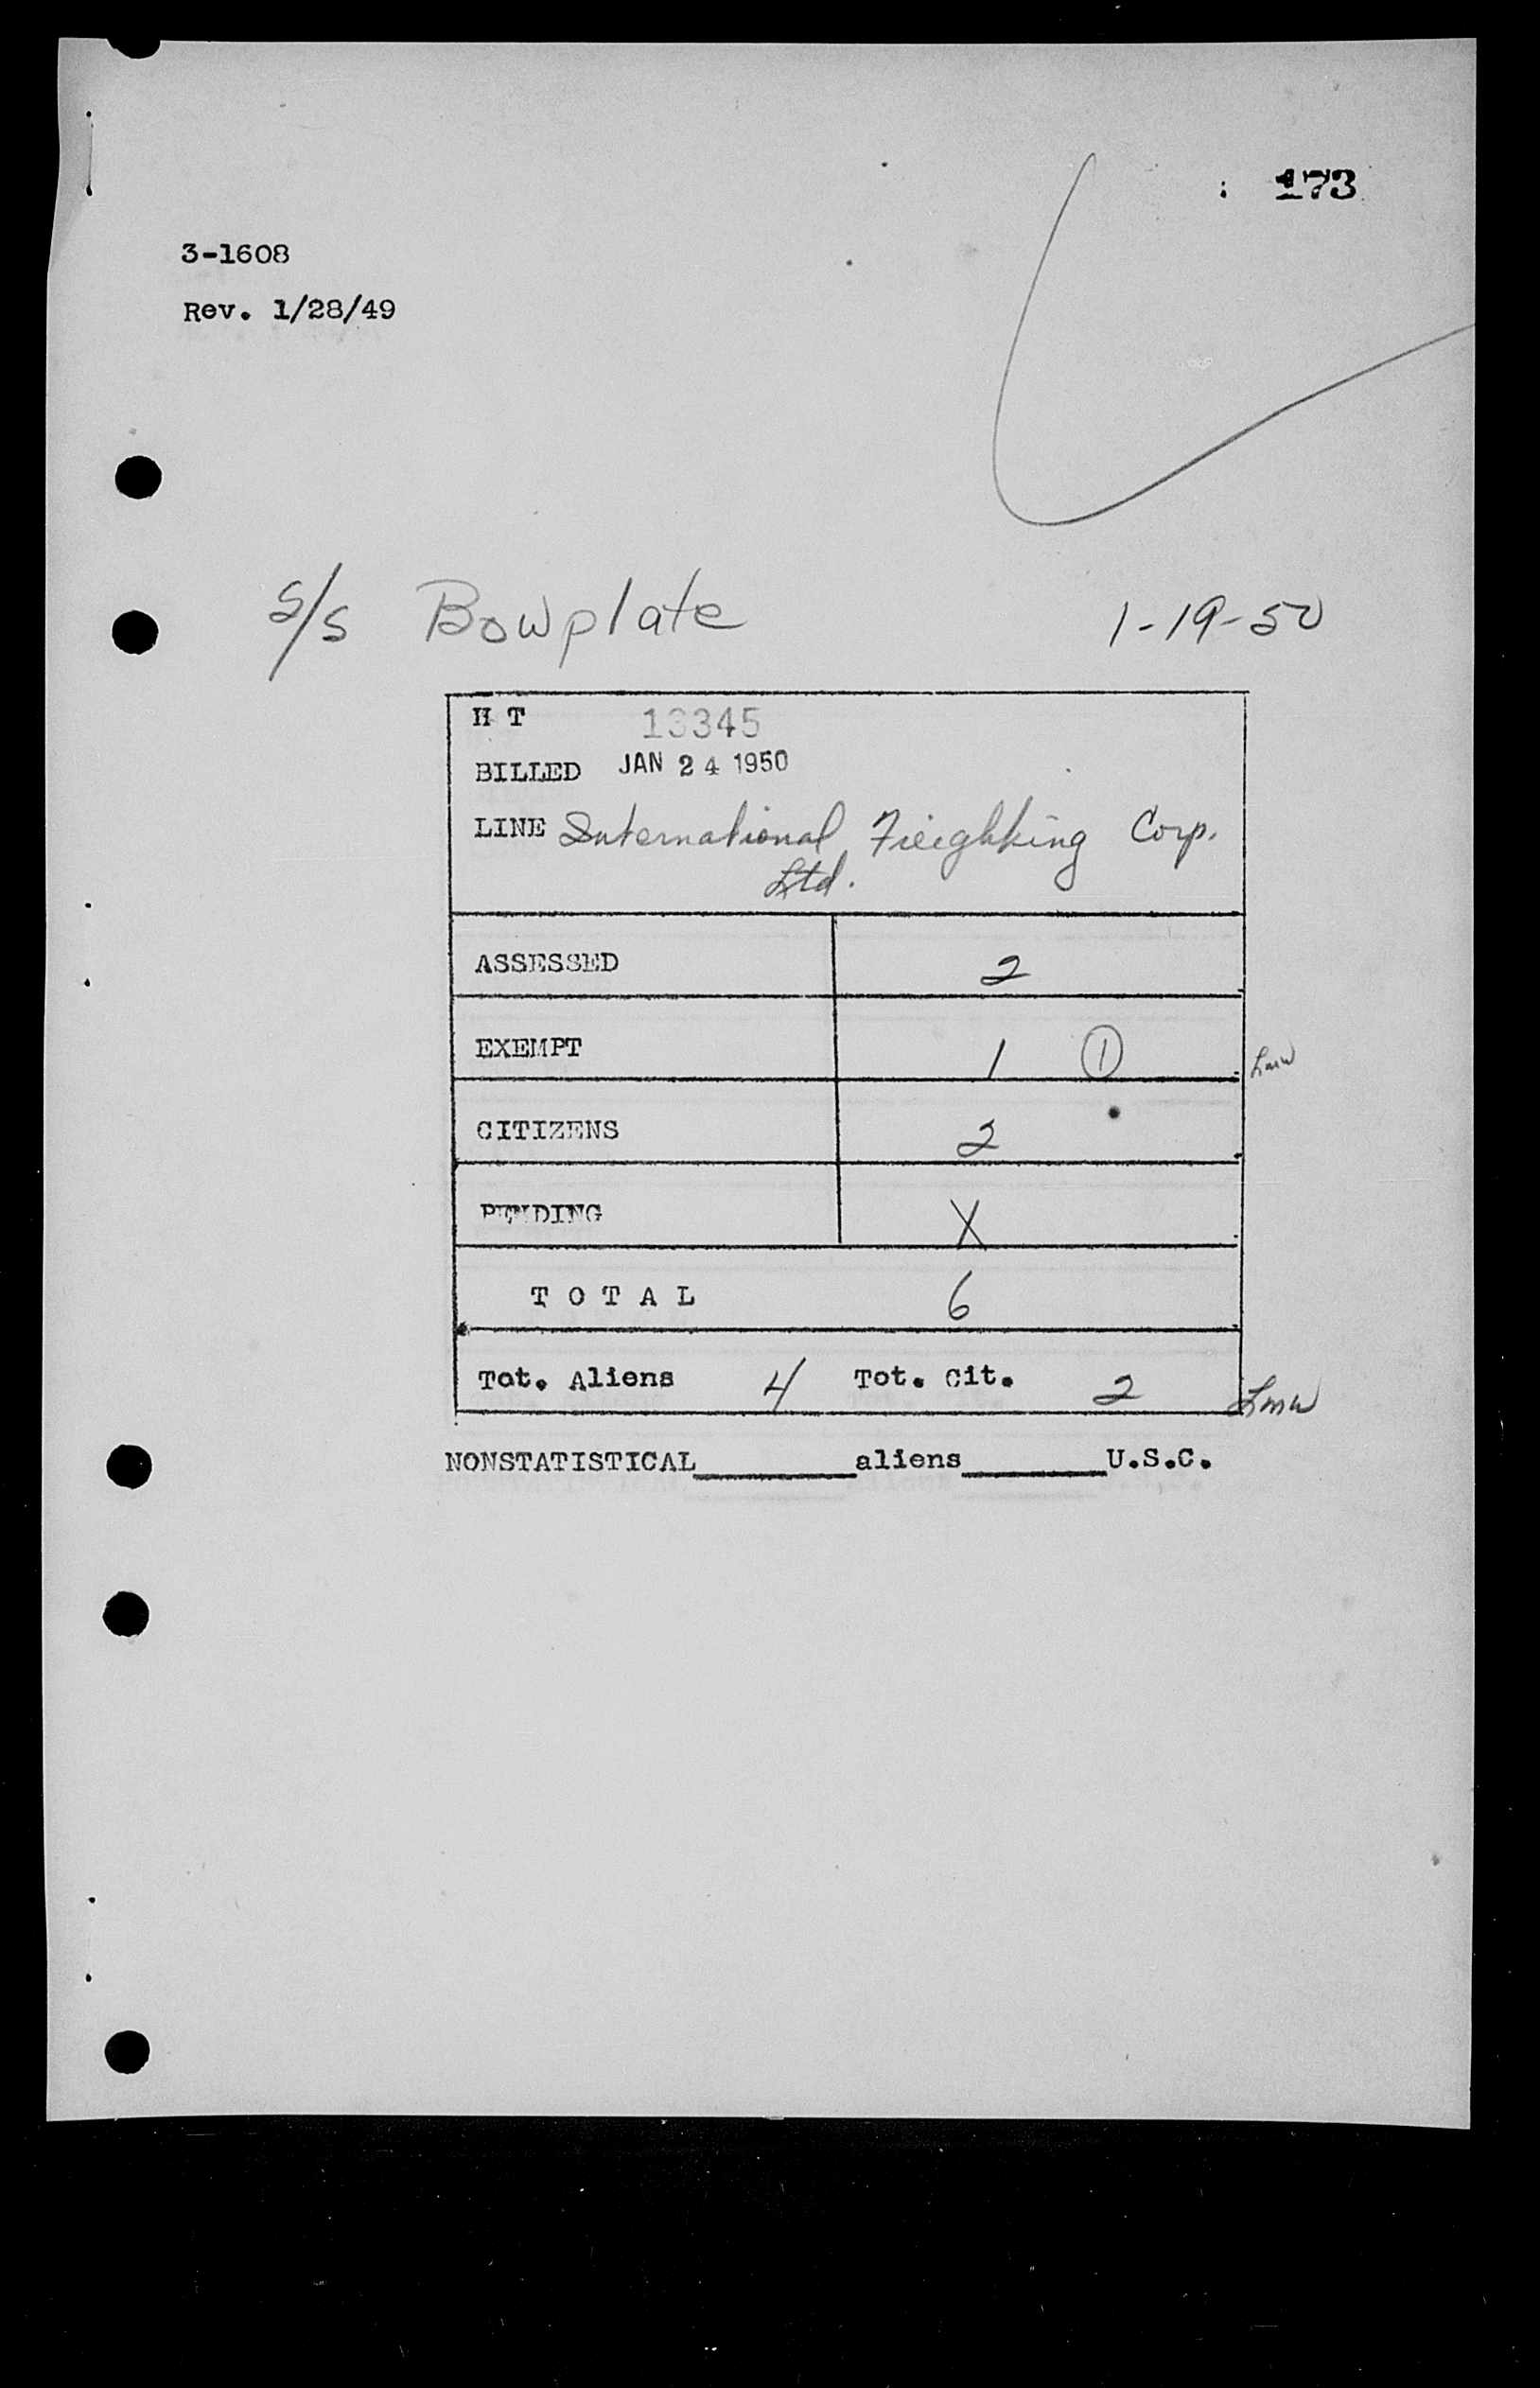 173
3-1608
Rev. 1/28/49
S/S Bowplate 1-19-50
H T 13345
BILLED JAN 24 1950
LINE International Freighting Corp.
Ltd.
ASSESSED 2
EXEMPT 1 1 Lmw
CITIZENS 2
PENDING X
T O T A L 6
Tot. Aliens 4 Tot. Cit. 2 Lmw
NONSTATISTICAL aliens U.S.C.